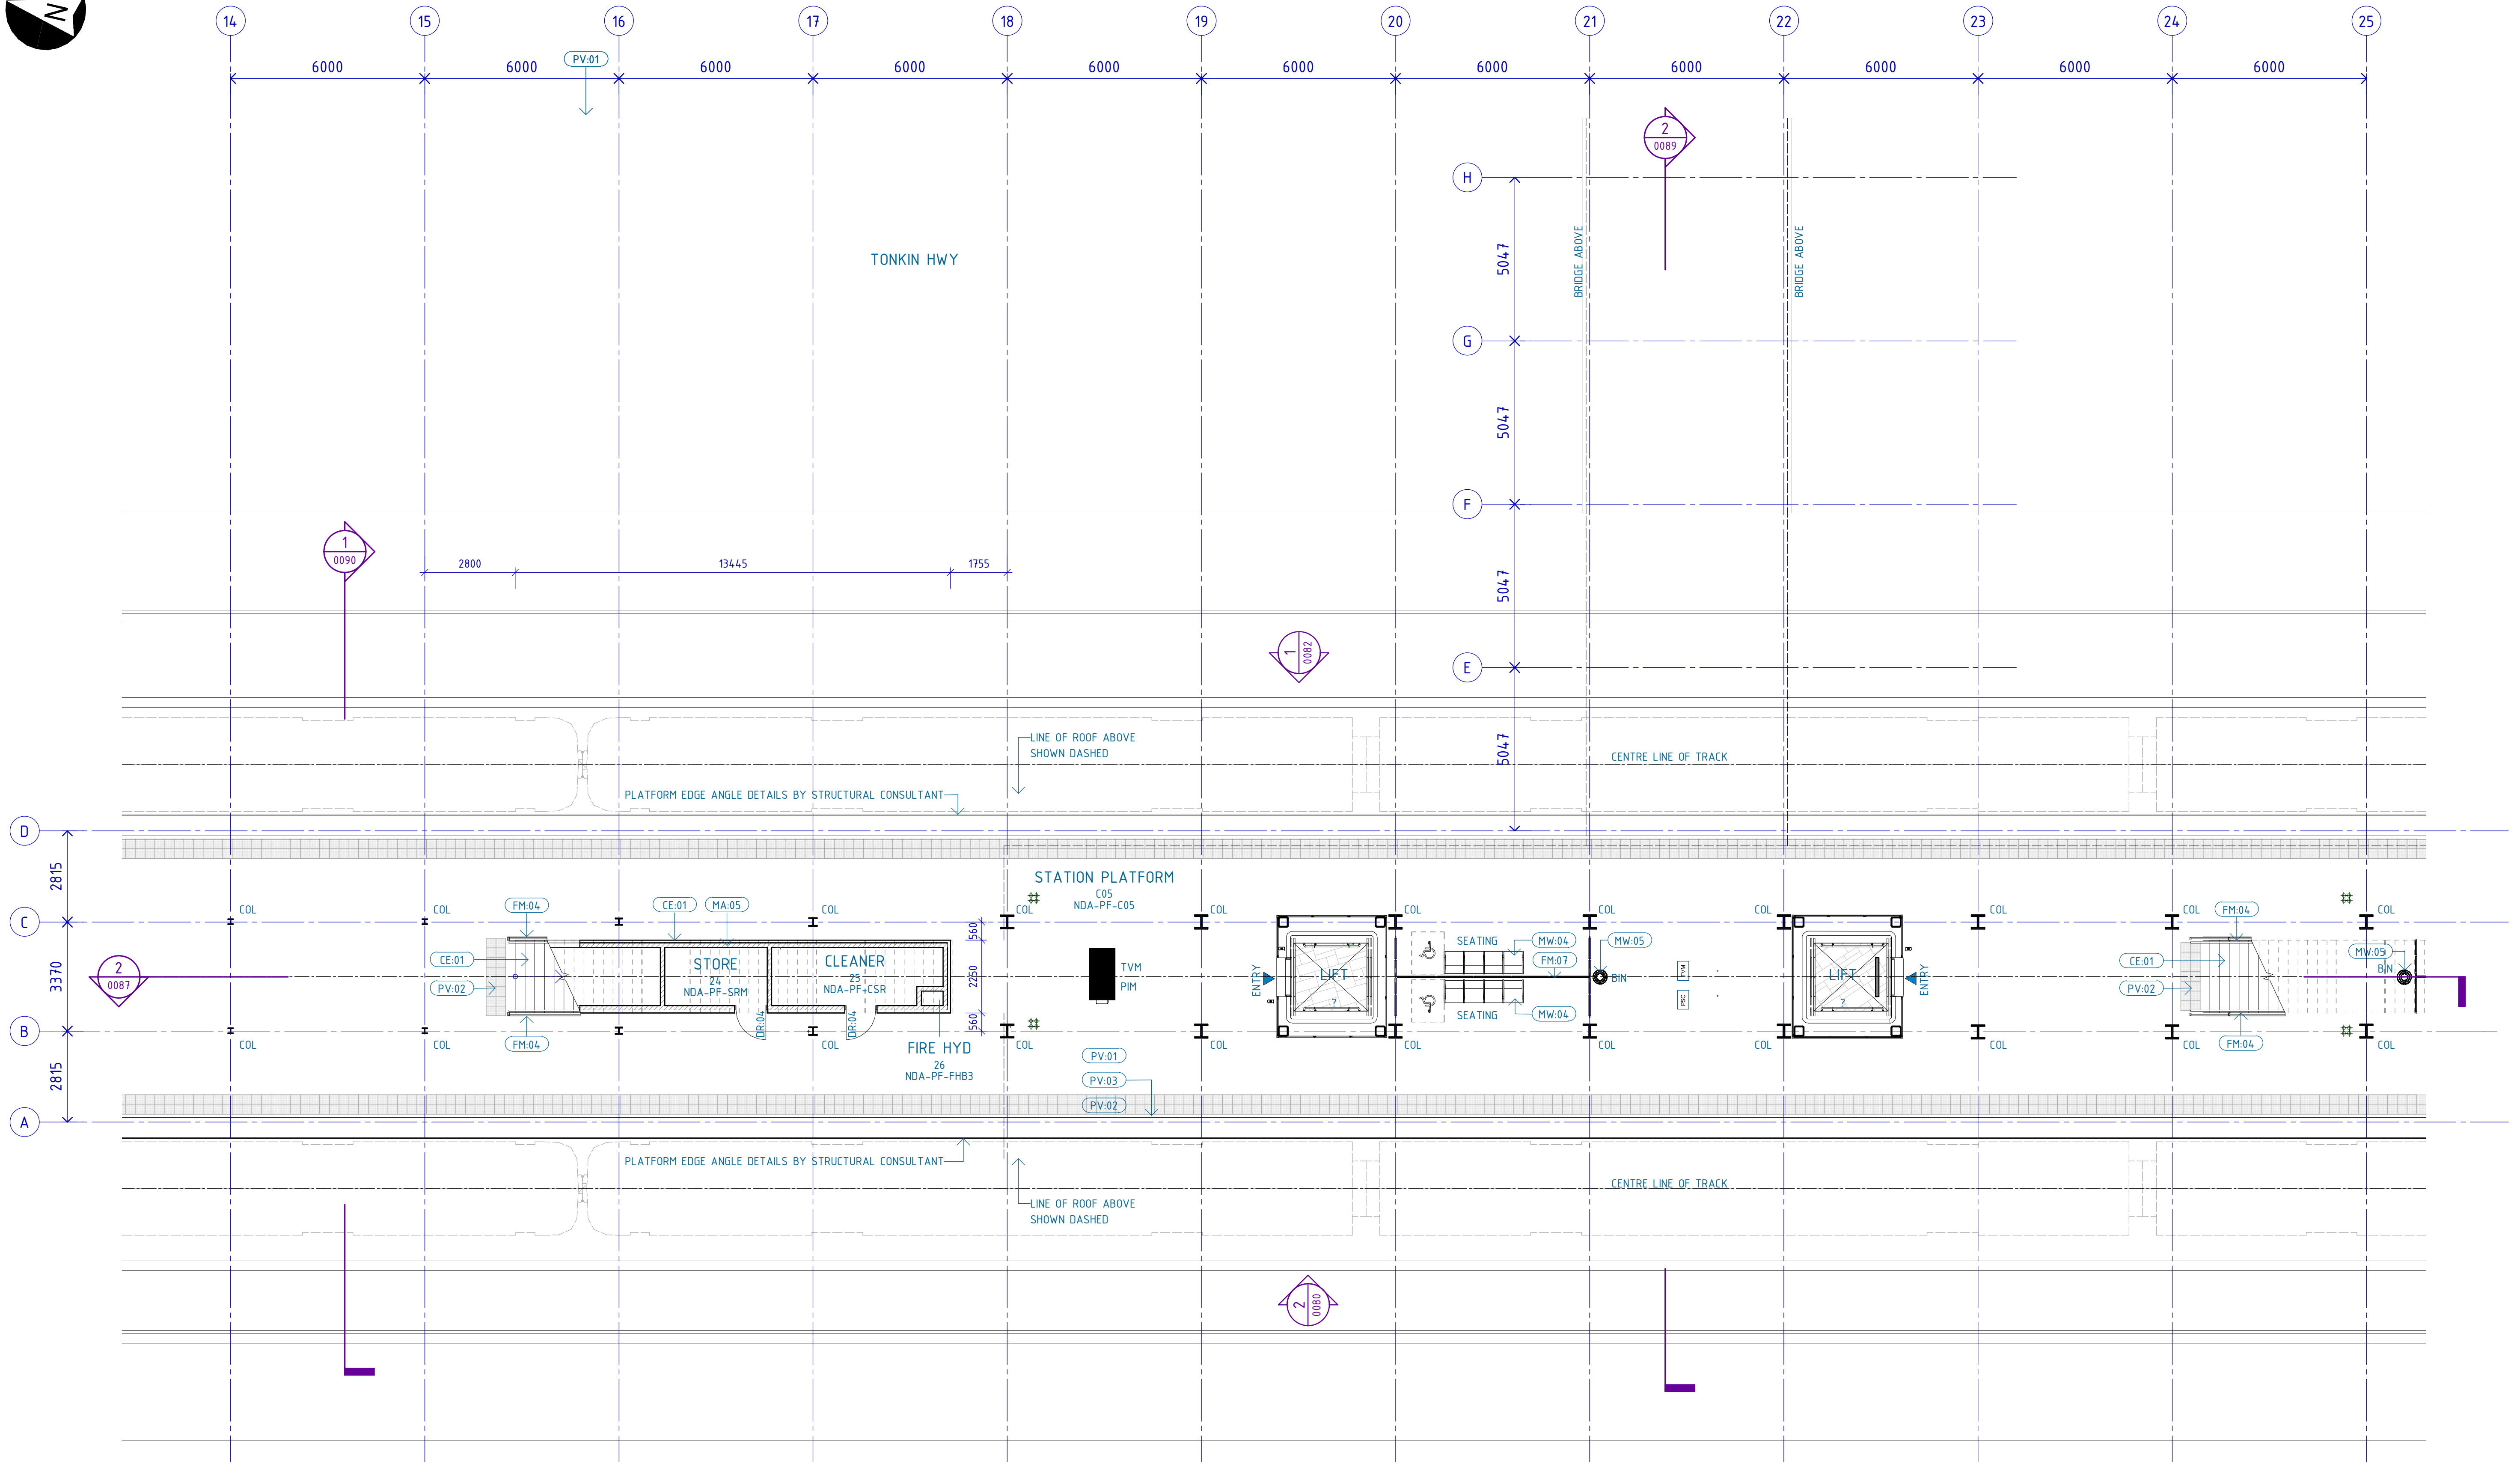 N
14 15 16 17 18 19 20 21 22 23 24 25
PV:01
6000 6000 6000 6000 6000 6000 6000 6000 6000 6000 6000
2
0089
H
5047
BRIDGE ABOVE
BRIDGE ABOVE
TONKIN HWY
G
5047
F
1
0090
2800 13445 1755
5047
1
0082
E
5047
LINE OF ROOF ABOVE
SHOWN DASHED
CENTRE LINE OF TRACK
PLATFORM EDGE ANGLE DETAILS BY STRUCTURAL CONSULTANT
D
2815
STATION PLATFORM
C05
NDA-PF-C05
C
COL COL FM:04 CE:01 MA:05 COL COL COL COL COL COL COL COL FM:04 COL
560
3370
2
0087
CE:01
PV:02
STORE
24
NDA-PF-SRM
CLEANER
25
NDA-PF-CSR
2250
TVM
PIM
ENTRY
LIFT
?
SEATING
MW:04
FM:07
MW:05
BIN
SEATING
MW:04
TVM
PSC
LIFT
?
ENTRY
CE:01
PV:02
MW:05
BIN
560
DR:04
DR:04
B
COL COL FM:04 COL COL COL COL COL COL COL COL FM:04 COL
FIRE HYD
26
NDA-PF-FHB3
PV:01
PV:03
PV:02
2815
A
PLATFORM EDGE ANGLE DETAILS BY STRUCTURAL CONSULTANT
CENTRE LINE OF TRACK
LINE OF ROOF ABOVE
SHOWN DASHED
2
0080